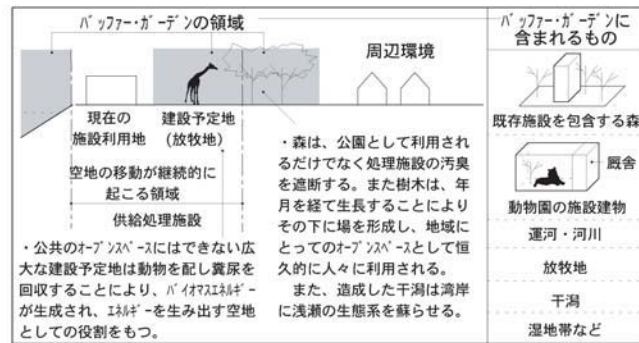 バッファー・ガーデンの領域
周辺環境
現在の
施設利用地
建設予定地
(放牧地)
空地の移動が継続的に
起こる領域
供給処理施設
・公共のオープンスペースにはできない広
大な建設予定地は動物を配し糞尿を
回収することにより、バイオマスエネルギー
が生成され、エネルギーを生み出す空地
としての役割をもつ。
・森は、公園として利用され
るだけでなく処理施設の汚臭
を遮断する。また樹木は、年
月を経て生長することにより
その下に場を形成し、地域に
とってのオープンスペースとして恒
久的に人々に利用される。
また、造成した干潟は湾岸
に浅瀬の生態系を蘇らせる。
バッファー・ガーデンに
含まれるもの
既存施設を包含する森
厩舎
動物園の施設建物
運河・河川
放牧地
干潟
湿地帯など